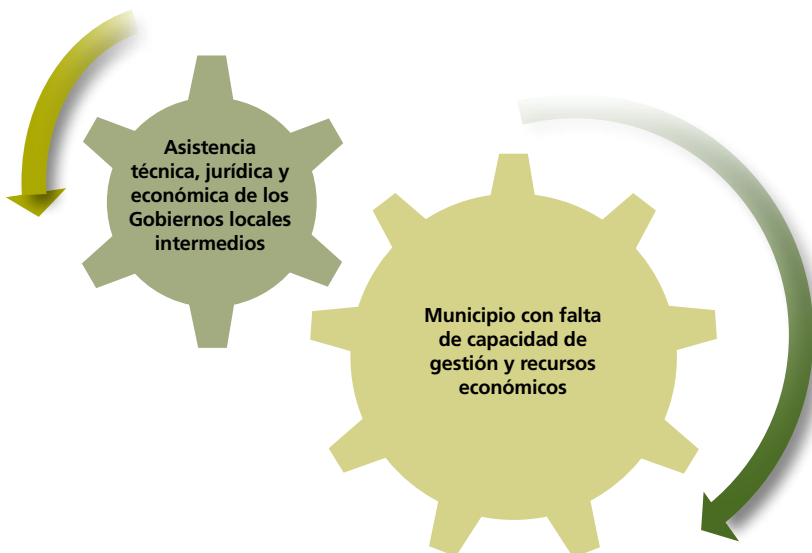 Asistencia
técnica, jurídica y
económica de los
Gobiernos locales
intermedios
Municipio con falta
de capacidad de
gestión y recursos
económicos